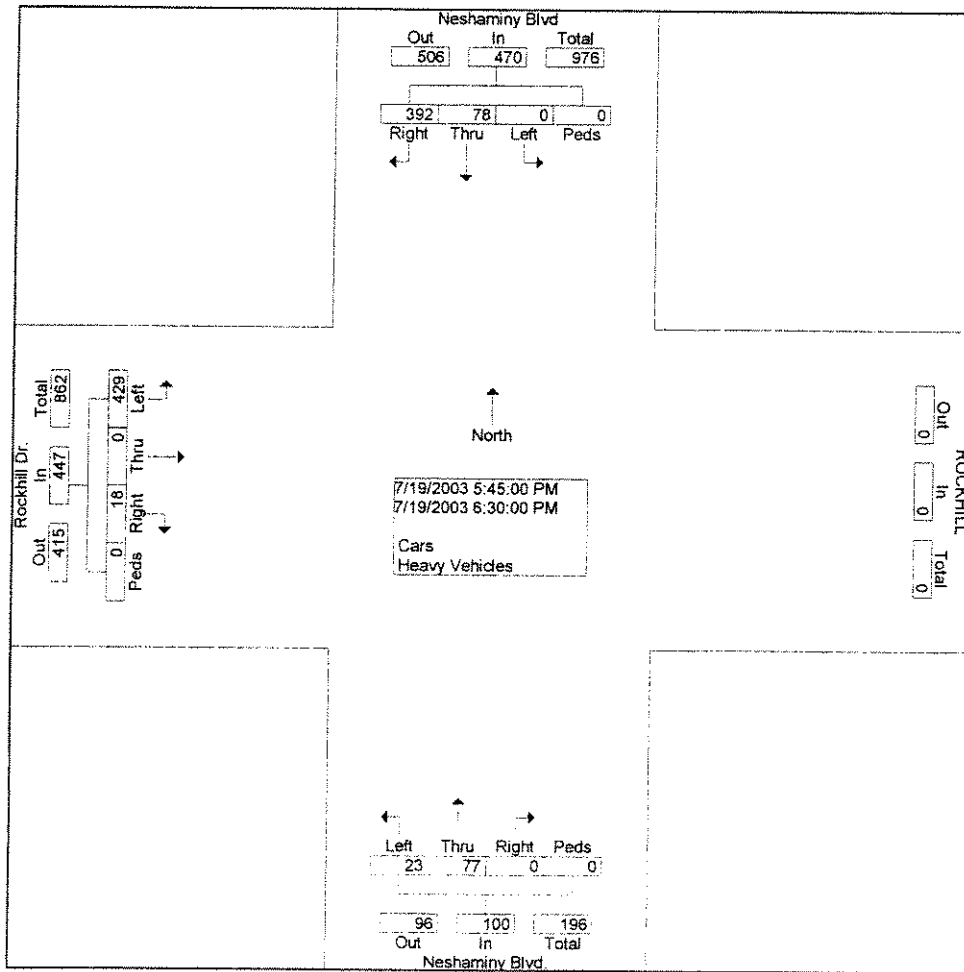 Neshaminy Blvd
Out In Total
506 470 976
392 78 0 0
Right Thru Left Peds
Rockhill Dr.
Total In Out
862 447 415
429 0 18 0
Left Thru Right Peds
North
7/19/2003 5:45:00 PM
7/19/2003 6:30:00 PM
Cars
Heavy Vehicles
ROCKHILL
Out In Total
0 0 0
Left Thru Right Peds
23 77 0 0
96 100 196
Out In Total
Neshaminy Blvd.